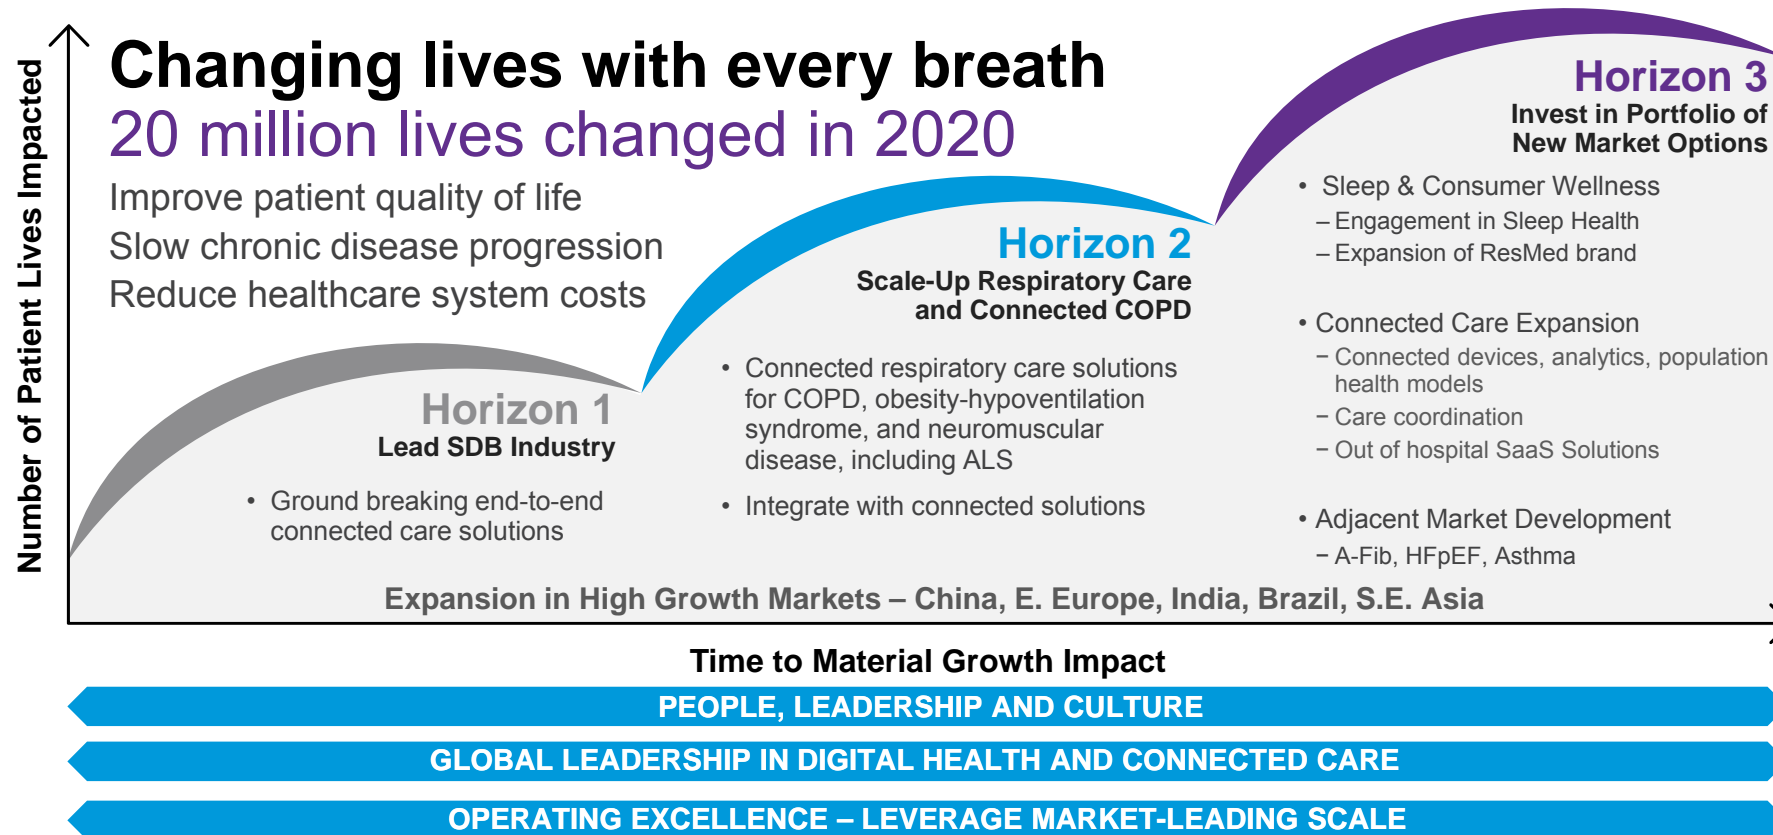 Number of Patient Lives Impacted
Changing lives with every breath
20 million lives changed in 2020
Improve patient quality of life
Slow chronic disease progression
Reduce healthcare system costs
Horizon 1
Lead SDB Industry
• Ground breaking end-to-end
connected care solutions
Horizon 2
Scale-Up Respiratory Care
and Connected COPD
• Connected respiratory care solutions
for COPD, obesity-hypoventilation
syndrome, and neuromuscular
disease, including ALS
• Integrate with connected solutions
Horizon 3
Invest in Portfolio of
New Market Options
• Sleep & Consumer Wellness
– Engagement in Sleep Health
– Expansion of ResMed brand
• Connected Care Expansion
− Connected devices, analytics, population
health models
− Care coordination
− Out of hospital SaaS Solutions
• Adjacent Market Development
− A-Fib, HFpEF, Asthma
Expansion in High Growth Markets – China, E. Europe, India, Brazil, S.E. Asia
Time to Material Growth Impact
PEOPLE, LEADERSHIP AND CULTURE
GLOBAL LEADERSHIP IN DIGITAL HEALTH AND CONNECTED CARE
OPERATING EXCELLENCE – LEVERAGE MARKET-LEADING SCALE